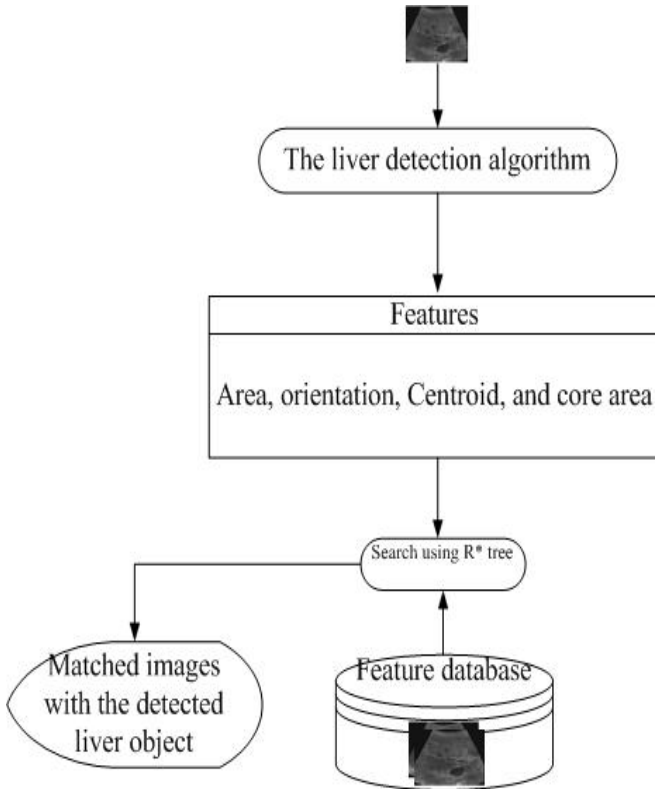 The liver detection algorithm
Features
Area, orientation, Centroid, and core area
Search using R* tree
Matched images
with the detected
liver object
Feature database